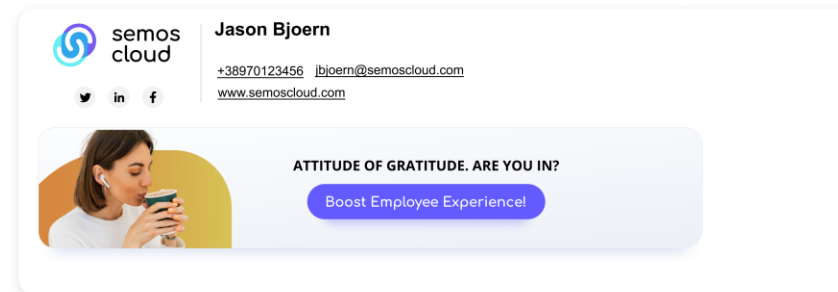 semos
cloud
Jason Bjoern
+38970123456 jbjoern@semoscloud.com
www.semoscloud.com
ATTITUDE OF GRATITUDE. ARE YOU IN?
Boost Employee Experience!